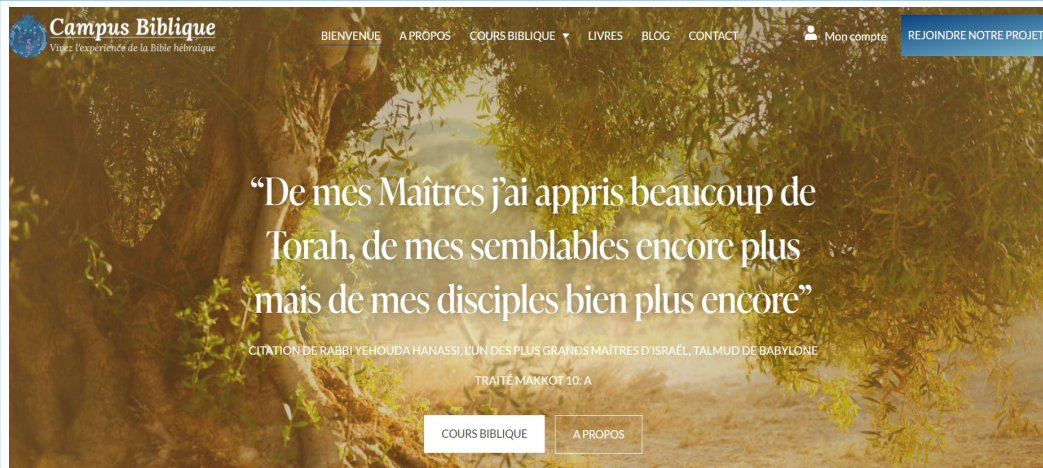 Campus Biblique
Vivez l'expérience de la Bible hébraïque
BIENVENUE A PROPOS COURS BIBLIQUE ▼ LIVRES BLOG CONTACT Mon compte REJOINDRE NOTRE PROJET
“De mes Maîtres j’ai appris beaucoup de
Torah, de mes semblables encore plus
mais de mes disciples bien plus encore”
CITATION DE RABBI YEHOUDA HANASSI, L'UN DES PLUS GRANDS MAÎTRES D'ISRAËL, TALMUD DE BABYLONE
TRAITÉ MAKKOT 10: A
COURS BIBLIQUE A PROPOS